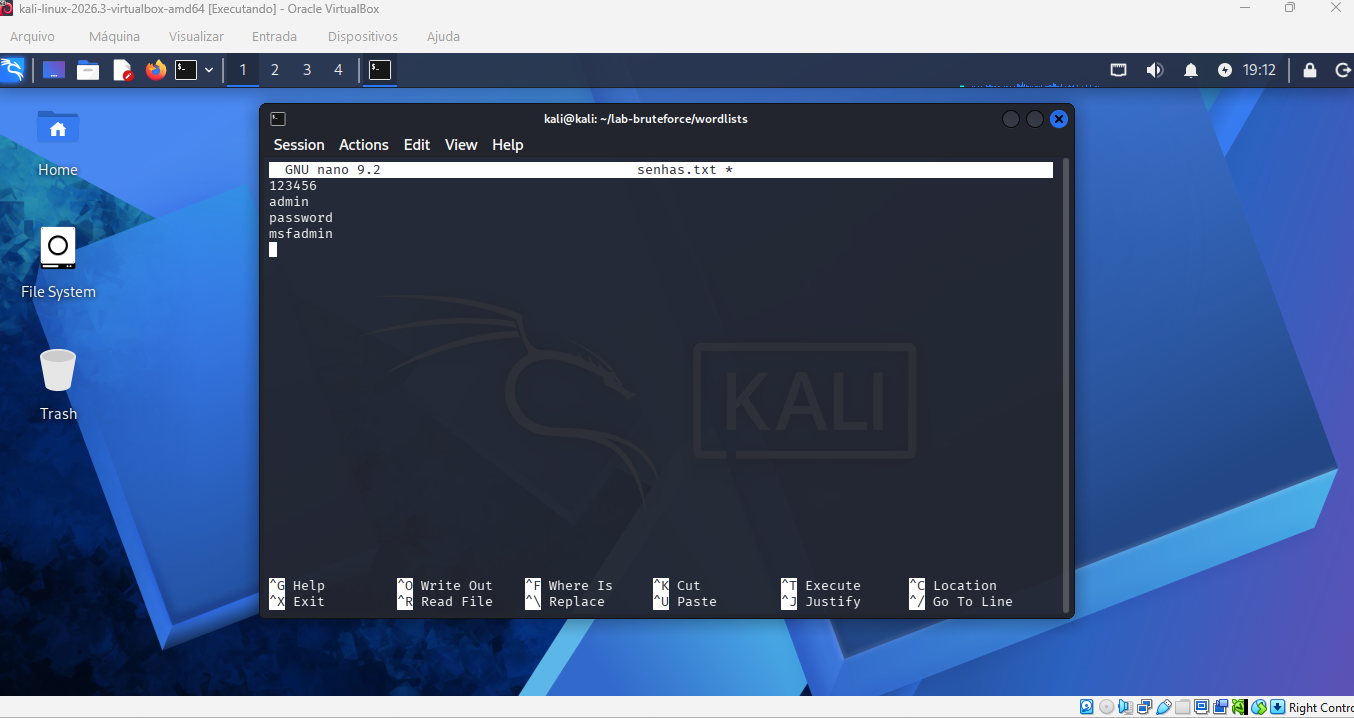 kali-linux-2026.3-virtualbox-amd64 [Executando] - Oracle VirtualBox
Arquivo Máquina Visualizar Entrada Dispositivos Ajuda
1 2 3 4 19:12
kali@kali: ~/lab-bruteforce/wordlists
Session Actions Edit View Help
GNU nano 9.2 senhas.txt *
123456
admin
password
msfadmin
Home
File System
Trash
KALI
^G Help ^O Write Out ^F Where Is ^K Cut ^T Execute ^C Location
^X Exit ^R Read File ^\ Replace ^U Paste ^J Justify ^/ Go To Line
Right Contro